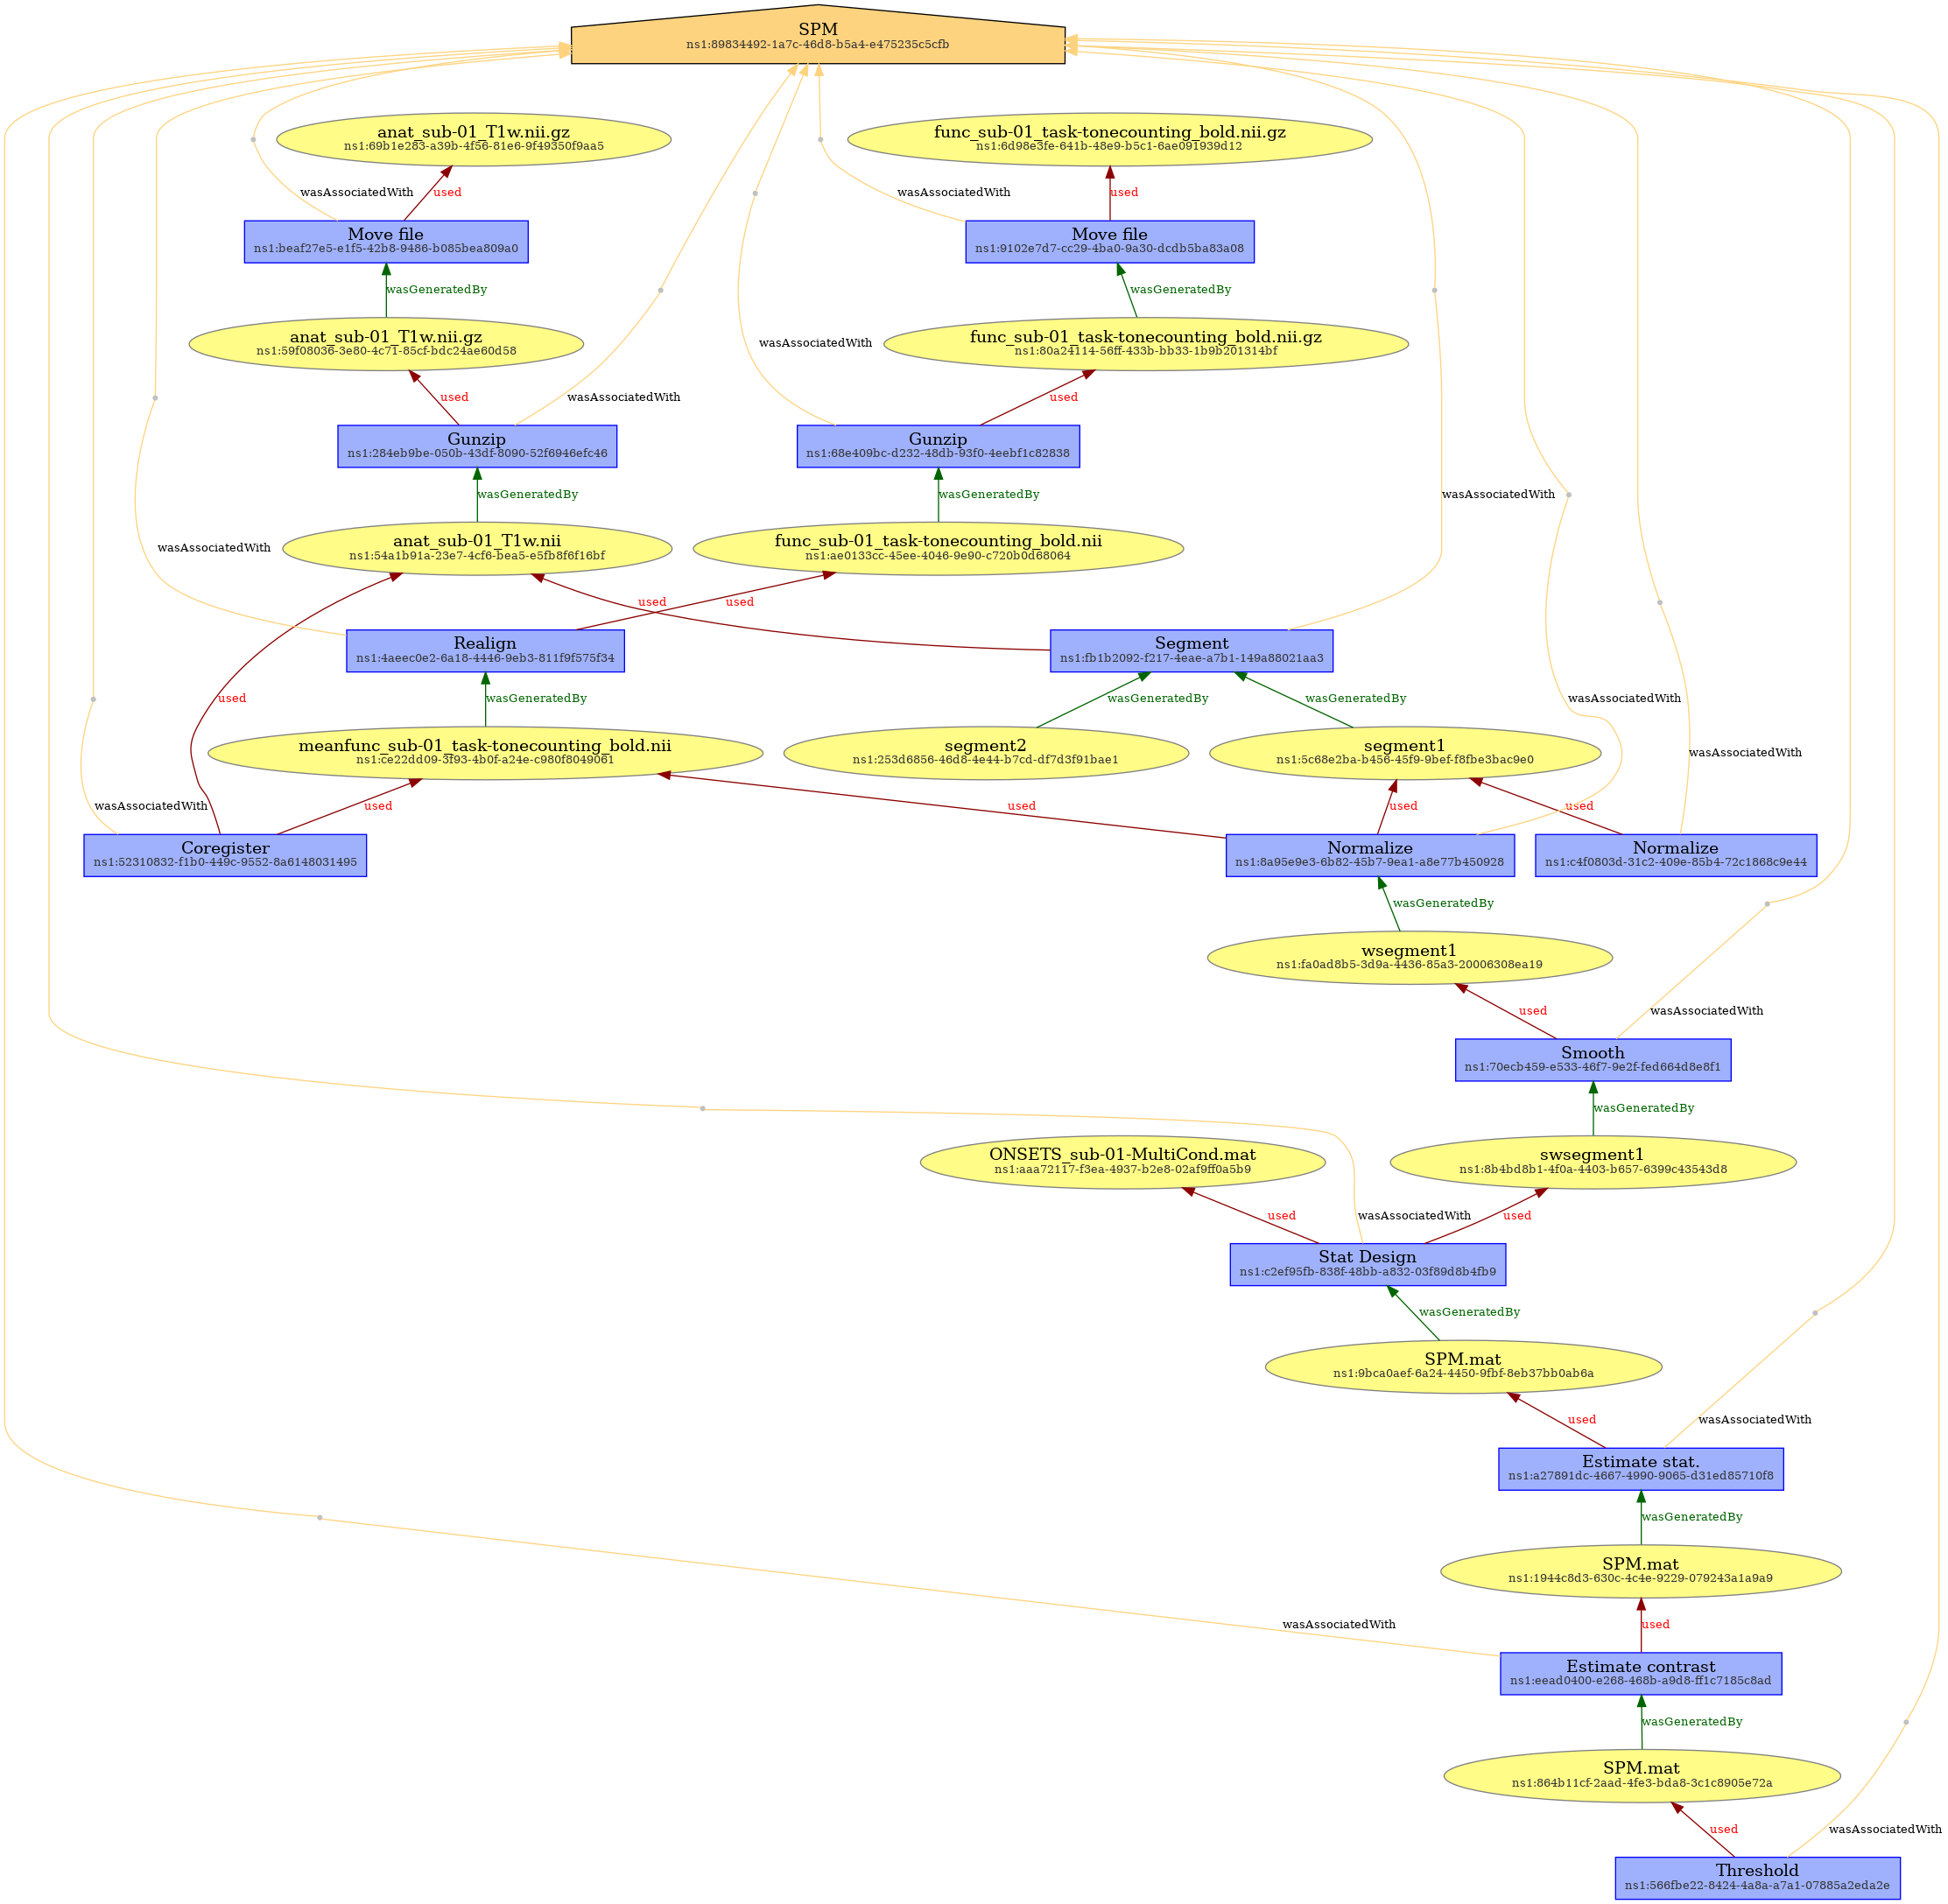 SPM
ns1:89834492-1a7c-46d8-b5a4-e475235c5cfb
anat_sub-01_T1w.nii.gz
ns1:69b1e283-a39b-4f56-81e6-9f49350f9aa5
func_sub-01_task-tonecounting_bold.nii.gz
ns1:6d98e3fe-641b-48e9-b5c1-6ae091939d12
wasAssociatedWith
used
wasAssociatedWith
used
Move file
ns1:beaf27e5-e1f5-42b8-9486-b085bea809a0
Move file
ns1:9102e7d7-cc29-4ba0-9a30-dcdb5ba83a08
wasGeneratedBy
wasGeneratedBy
anat_sub-01_T1w.nii.gz
ns1:59f08036-3e80-4c71-85cf-bdc24ae60d58
func_sub-01_task-tonecounting_bold.nii.gz
ns1:80a24114-56ff-433b-bb33-1b9b201314bf
wasAssociatedWith
used
wasAssociatedWith
used
Gunzip
ns1:284eb9be-050b-43df-8090-52f6946efc46
Gunzip
ns1:68e409bc-d232-48db-93f0-4eebf1c82838
wasGeneratedBy
wasGeneratedBy
wasAssociatedWith
anat_sub-01_T1w.nii
ns1:54a1b91a-23e7-4cf6-bea5-e5fb8f6f16bf
func_sub-01_task-tonecounting_bold.nii
ns1:ae0133cc-45ee-4046-9e90-c720b0d68064
wasAssociatedWith
used
used
Realign
ns1:4aeec0e2-6a18-4446-9eb3-811f9f575f34
Segment
ns1:fb1b2092-f217-4eae-a7b1-149a88021aa3
used
wasGeneratedBy
wasGeneratedBy
wasGeneratedBy
wasAssociatedWith
meanfunc_sub-01_task-tonecounting_bold.nii
ns1:ce22dd09-3f93-4b0f-a24e-c980f8049061
segment2
ns1:253d6856-46d8-4e44-b7cd-df7d3f91bae1
segment1
ns1:5c68e2ba-b456-45f9-9bef-f8fbe3bac9e0
wasAssociatedWith
wasAssociatedWith
used
used
used
used
Coregister
ns1:52310832-f1b0-449c-9552-8a6148031495
Normalize
ns1:8a95e9e3-6b82-45b7-9ea1-a8e77b450928
Normalize
ns1:c4f0803d-31c2-409e-85b4-72c1868c9e44
wasGeneratedBy
wsegment1
ns1:fa0ad8b5-3d9a-4436-85a3-20006308ea19
used
wasAssociatedWith
Smooth
ns1:70ecb459-e533-46f7-9e2f-fed664d8e8f1
wasGeneratedBy
ONSETS_sub-01-MultiCond.mat
ns1:aaa72117-f3ea-4937-b2e8-02af9ff0a5b9
swsegment1
ns1:8b4bd8b1-4f0a-4403-b657-6399c43543d8
used
wasAssociatedWith
used
Stat Design
ns1:c2ef95fb-838f-48bb-a832-03f89d8b4fb9
wasGeneratedBy
SPM.mat
ns1:9bca0aef-6a24-4450-9fbf-8eb37bb0ab6a
used
wasAssociatedWith
Estimate stat.
ns1:a27891dc-4667-4990-9065-d31ed85710f8
wasGeneratedBy
SPM.mat
ns1:1944c8d3-630c-4c4e-9229-079243a1a9a9
wasAssociatedWith
used
Estimate contrast
ns1:eead0400-e268-468b-a9d8-ff1c7185c8ad
wasGeneratedBy
SPM.mat
ns1:864b11cf-2aad-4fe3-bda8-3c1c8905e72a
used
wasAssociatedWith
Threshold
ns1:566fbe22-8424-4a8a-a7a1-07885a2eda2e